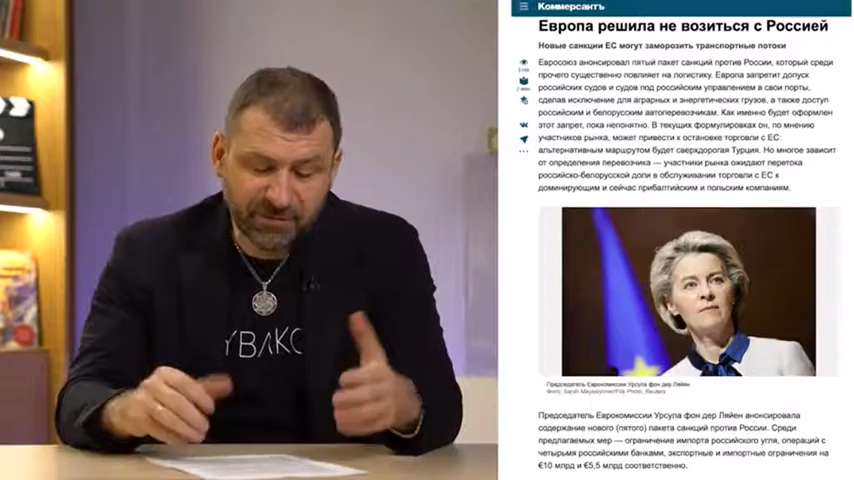 Коммерсантъ
Европа решила не возиться с Россией
Новые санкции ЕС могут заморозить транспортные потоки
Евросоюз анонсировал пятый пакет санкций против России, который среди
прочего существенно повлияет на логистику. Европа запретит допуск
российских судов и судов под российским управлением в свои порты,
сделав исключение для аграрных и энергетических грузов, а также доступ
российским и белорусским автоперевозчикам. Как именно будет оформлен
этот запрет, пока непонятно. В текущих формулировках он, по мнению
участников рынка, может привести к остановке торговли с ЕС:
альтернативным маршрутом будет сверхдорогая Турция. Но многое зависит
от определения перевозчика — участники рынка ожидают перетока
российско-белорусской доли в обслуживании торговли с ЕС к
доминирующим и сейчас прибалтийским и польским компаниям.
УВАКО
Председатель Еврокомиссии Урсула фон дер Ляйен
Председатель Еврокомиссии Урсула фон дер Ляйен анонсировала
содержание нового (пятого) пакета санкций против России. Среди
предлагаемых мер — ограничение импорта российского угля, операций с
четырьмя российскими банками, экспортные и импортные ограничения на
€10 млрд и €5,5 млрд соответственно.